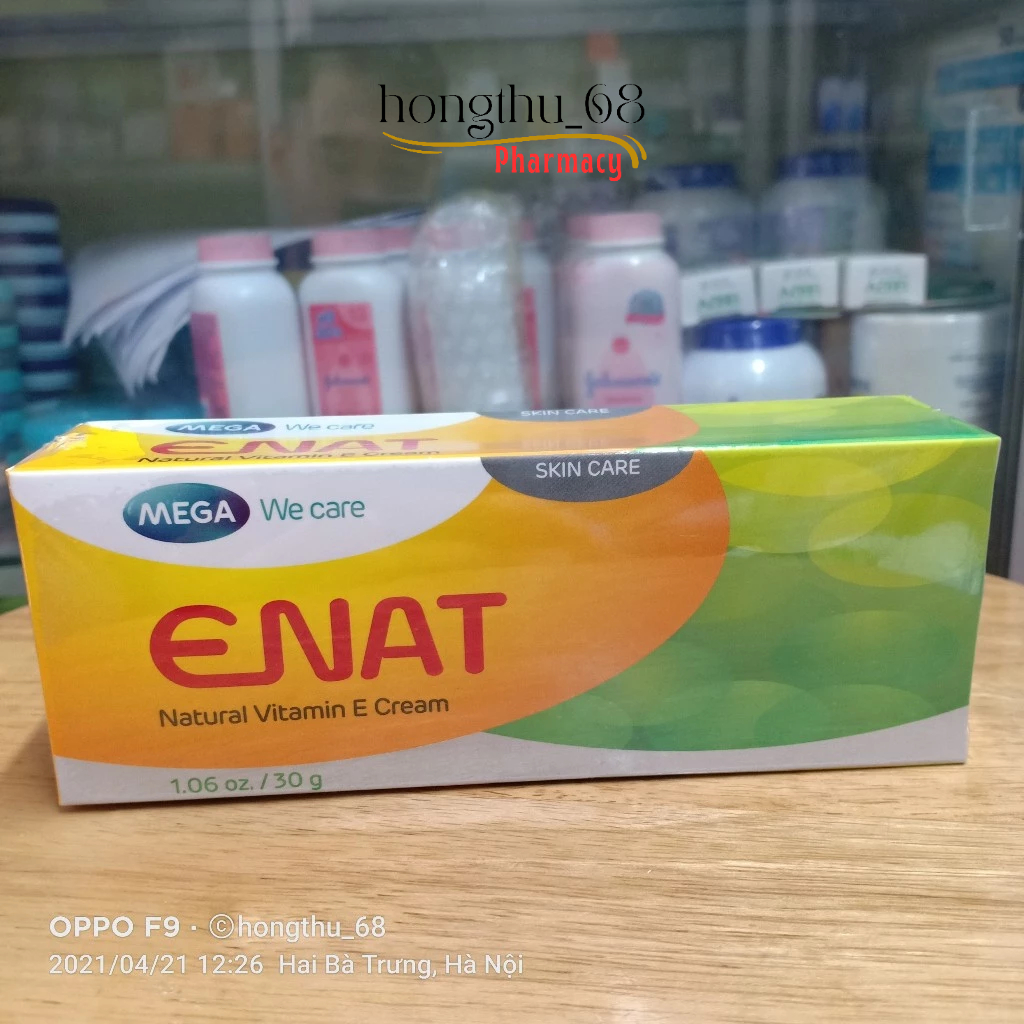 hongthu_68
Pharmacy
MEGA We care
SKIN CARE
ENAT
Natural Vitamin E Cream
MEGA We care
SKIN CARE
ENAT
Natural Vitamin E Cream
1.06 oz. / 30 g
OPPO F9 · ©hongthu_68
2021/04/21 12:26 Hai Bà Trưng, Hà Nội